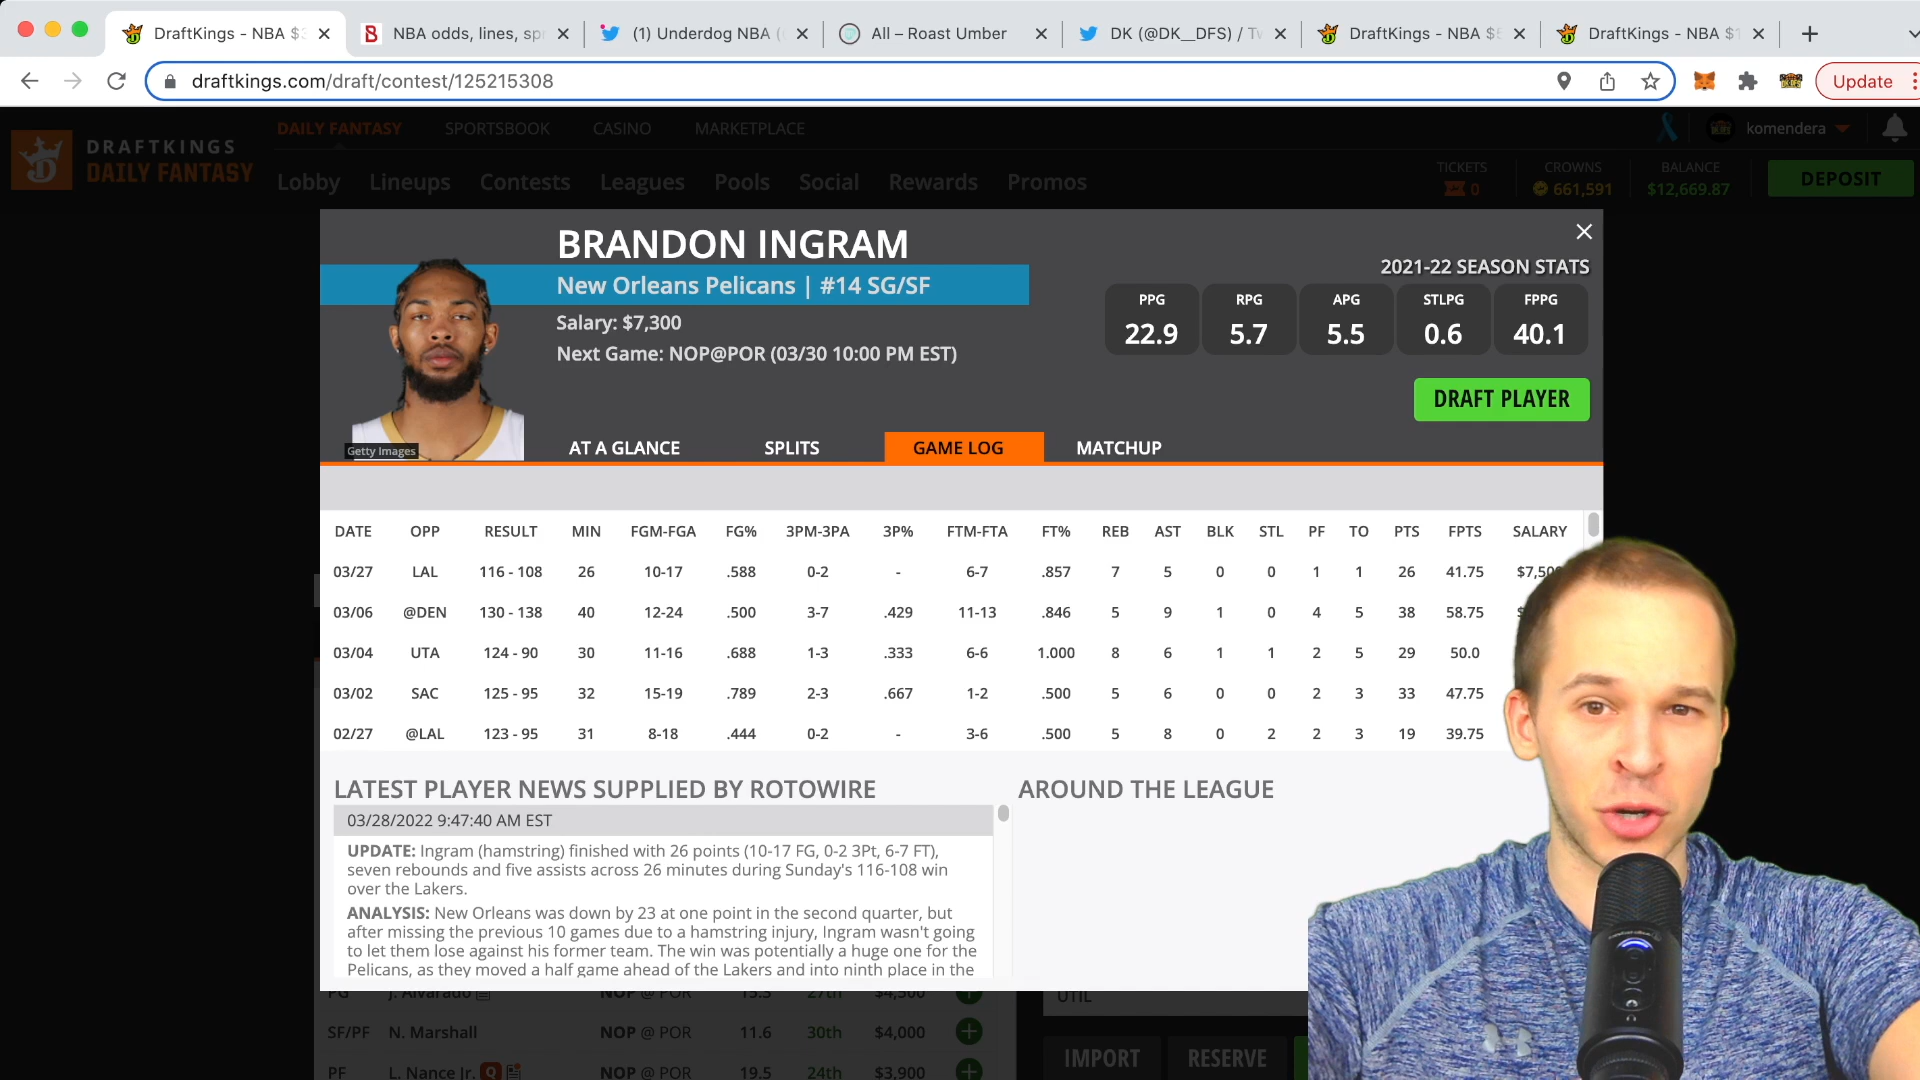 DraftKings - NBA $
NBA odds, lines, sp
(1) Underdog NBA (
All – Roast Umber
DK (@DK__DFS) / Tw
DraftKings - NBA $
DraftKings - NBA $
draftkings.com/draft/contest/125215308
Update
DRAFTKINGS
DAILY FANTASY
DAILY FANTASY SPORTSBOOK CASINO MARKETPLACE
komendera
Lobby Lineups Contests Leagues Pools Social Rewards Promos
TICKETS
0
CROWNS
661,591
BALANCE
$12,669.87
DEPOSIT
BRANDON INGRAM
New Orleans Pelicans | #14 SG/SF
Salary: $7,300
Next Game: NOP@POR (03/30 10:00 PM EST)
Getty Images
2021-22 SEASON STATS
PPG RPG APG STLPG FPPG
22.9 5.7 5.5 0.6 40.1
DRAFT PLAYER
AT A GLANCE SPLITS GAME LOG MATCHUP
DATE OPP RESULT MIN FGM-FGA FG% 3PM-3PA 3P% FTM-FTA FT% REB AST BLK STL PF TO PTS FPTS SALARY
03/27 LAL 116 - 108 26 10-17 .588 0-2 - 6-7 .857 7 5 0 0 1 1 26 41.75 $7,500
03/06 @DEN 130 - 138 40 12-24 .500 3-7 .429 11-13 .846 5 9 1 0 4 5 38 58.75 $
03/04 UTA 124 - 90 30 11-16 .688 1-3 .333 6-6 1.000 8 6 1 1 2 5 29 50.0
03/02 SAC 125 - 95 32 15-19 .789 2-3 .667 1-2 .500 5 6 0 0 2 3 33 47.75
02/27 @LAL 123 - 95 31 8-18 .444 0-2 - 3-6 .500 5 8 0 2 2 3 19 39.75
LATEST PLAYER NEWS SUPPLIED BY ROTOWIRE
03/28/2022 9:47:40 AM EST
UPDATE: Ingram (hamstring) finished with 26 points (10-17 FG, 0-2 3Pt, 6-7 FT),
seven rebounds and five assists across 26 minutes during Sunday's 116-108 win
over the Lakers.
ANALYSIS: New Orleans was down by 23 at one point in the second quarter, but
after missing the previous 10 games due to a hamstring injury, Ingram wasn't going
to let them lose against his former team. The win was potentially a huge one for the
Pelicans, as they moved a half game ahead of the Lakers and into ninth place in the
AROUND THE LEAGUE
PG J. Alvarado NOP @ POR 15.5 27th $4,500
SF/PF N. Marshall NOP @ POR 11.6 30th $4,000
PF L. Nance Jr. Q NOP @ POR 19.5 24th $3,900
UTIL
IMPORT RESERVE